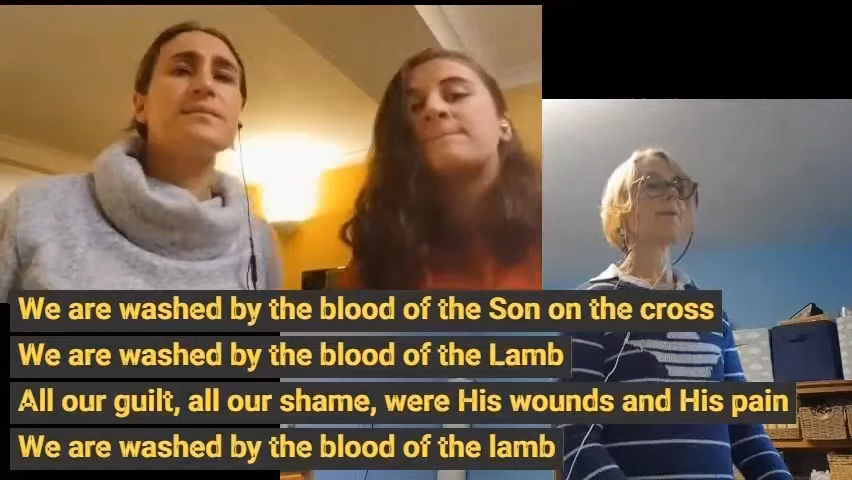 We are washed by the blood of the Son on the cross
We are washed by the blood of the Lamb
All our guilt, all our shame, were His wounds and His pain
We are washed by the blood of the lamb